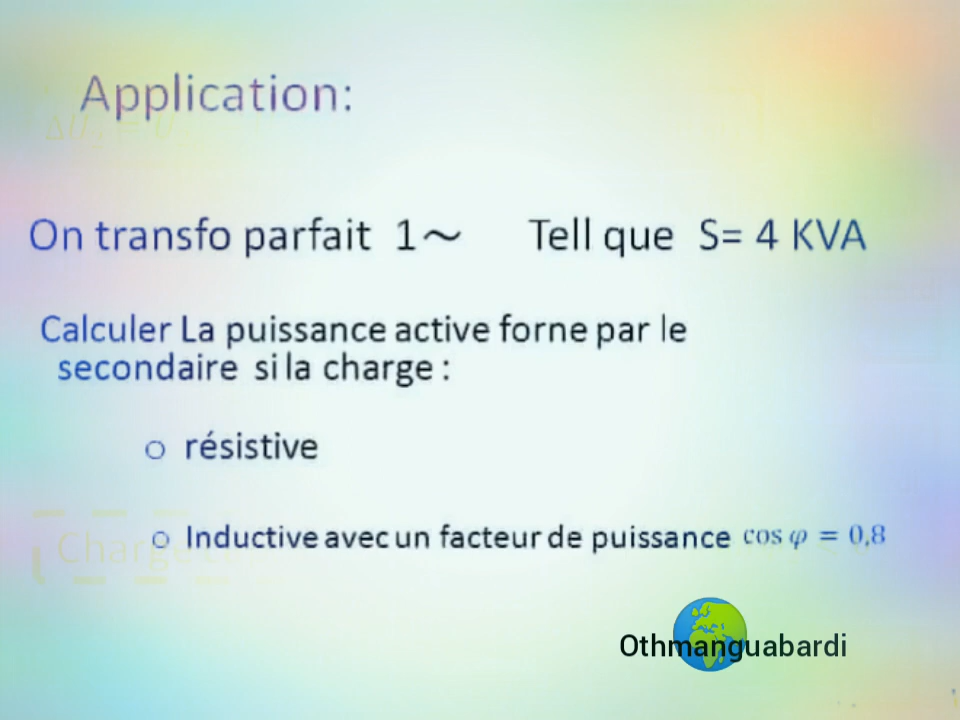 Application:
On transfo parfait 1~ Tell que S= 4 KVA
Calculer La puissance active forne par le
secondaire si la charge :
o résistive
o Inductive avec un facteur de puissance cos φ = 0,8
Othmanguabardi